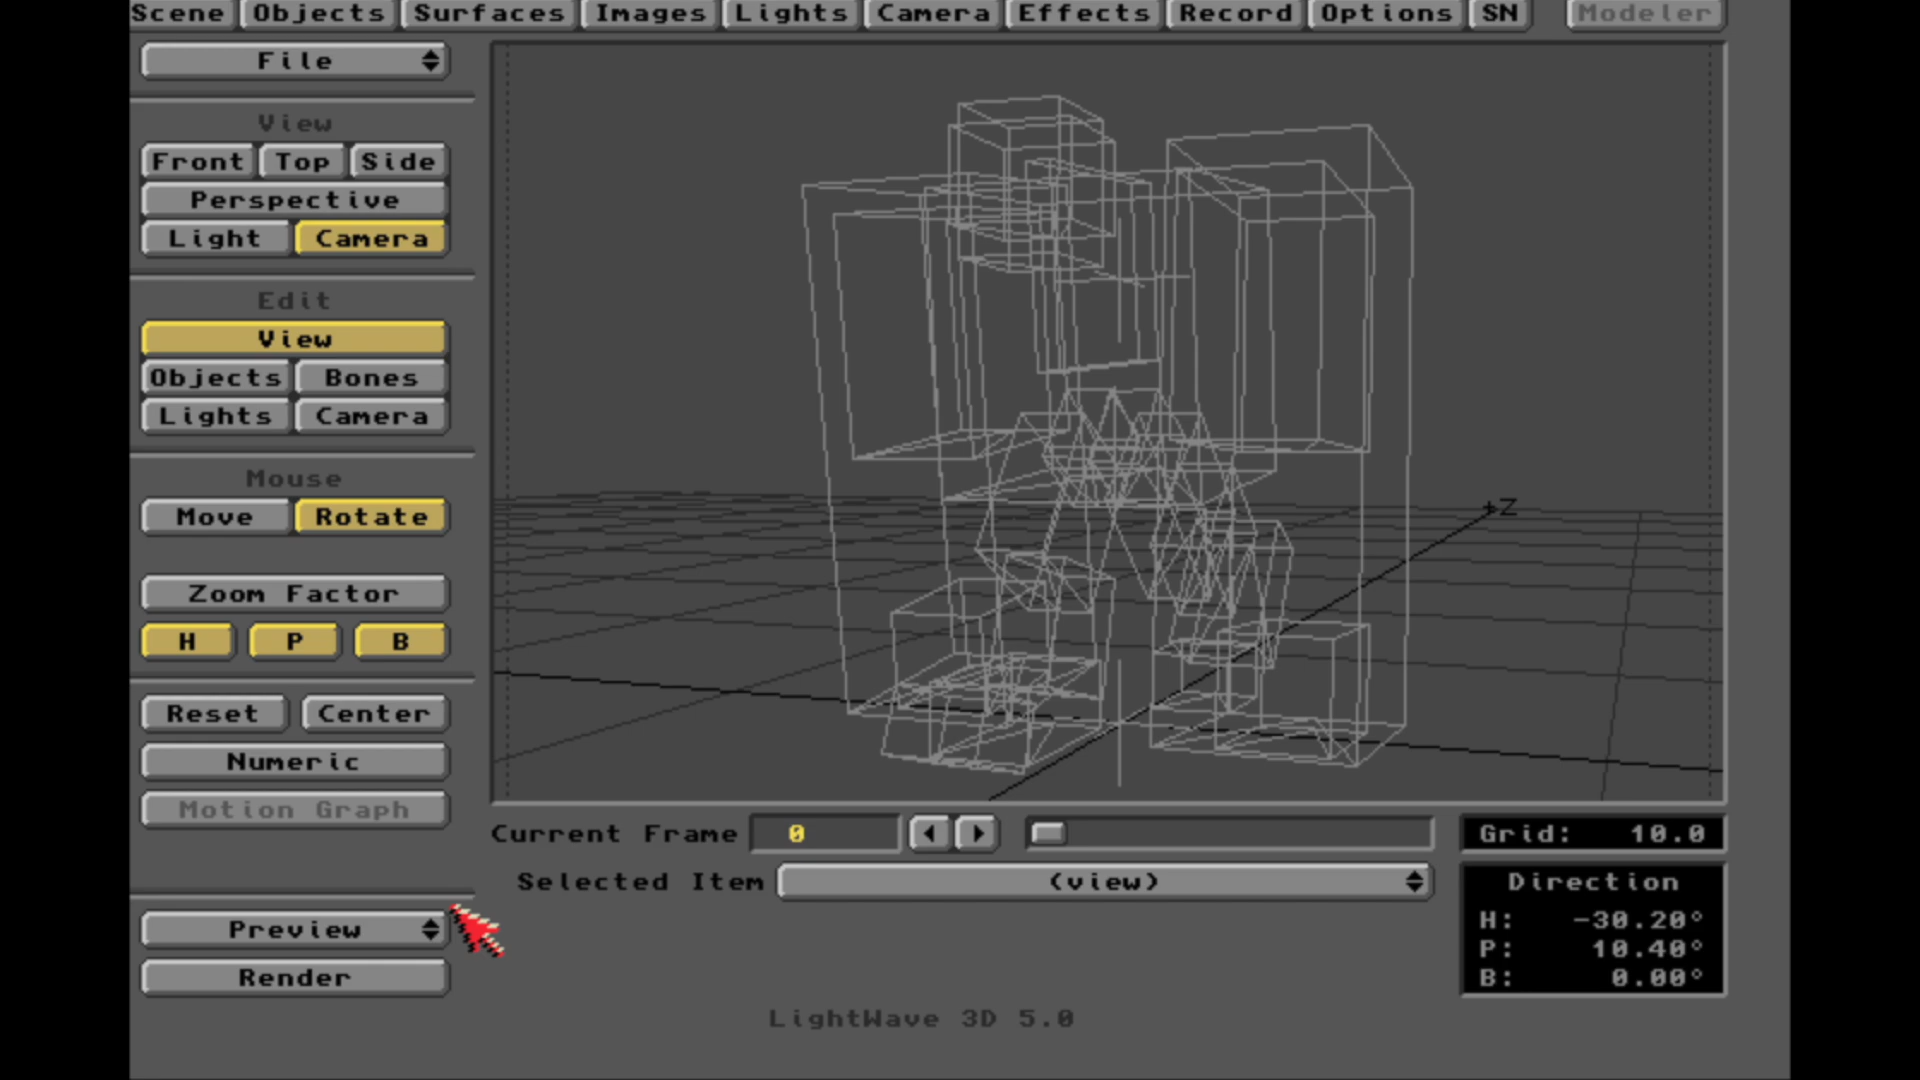 Scene Objects Surfaces Images Lights Camera Effects Record Options SN Modeler
File
View
Front Top Side
Perspective
Light Camera
Edit
View
Objects Bones
Lights Camera
Mouse
Move Rotate
Zoom Factor
H P B
Reset Center
Numeric
Motion Graph
Preview
Render
+Z
Current Frame 0
Selected Item (view)
Grid: 10.0
Direction
H: -30.20°
P: 10.40°
B: 0.00°
LightWave 3D 5.0